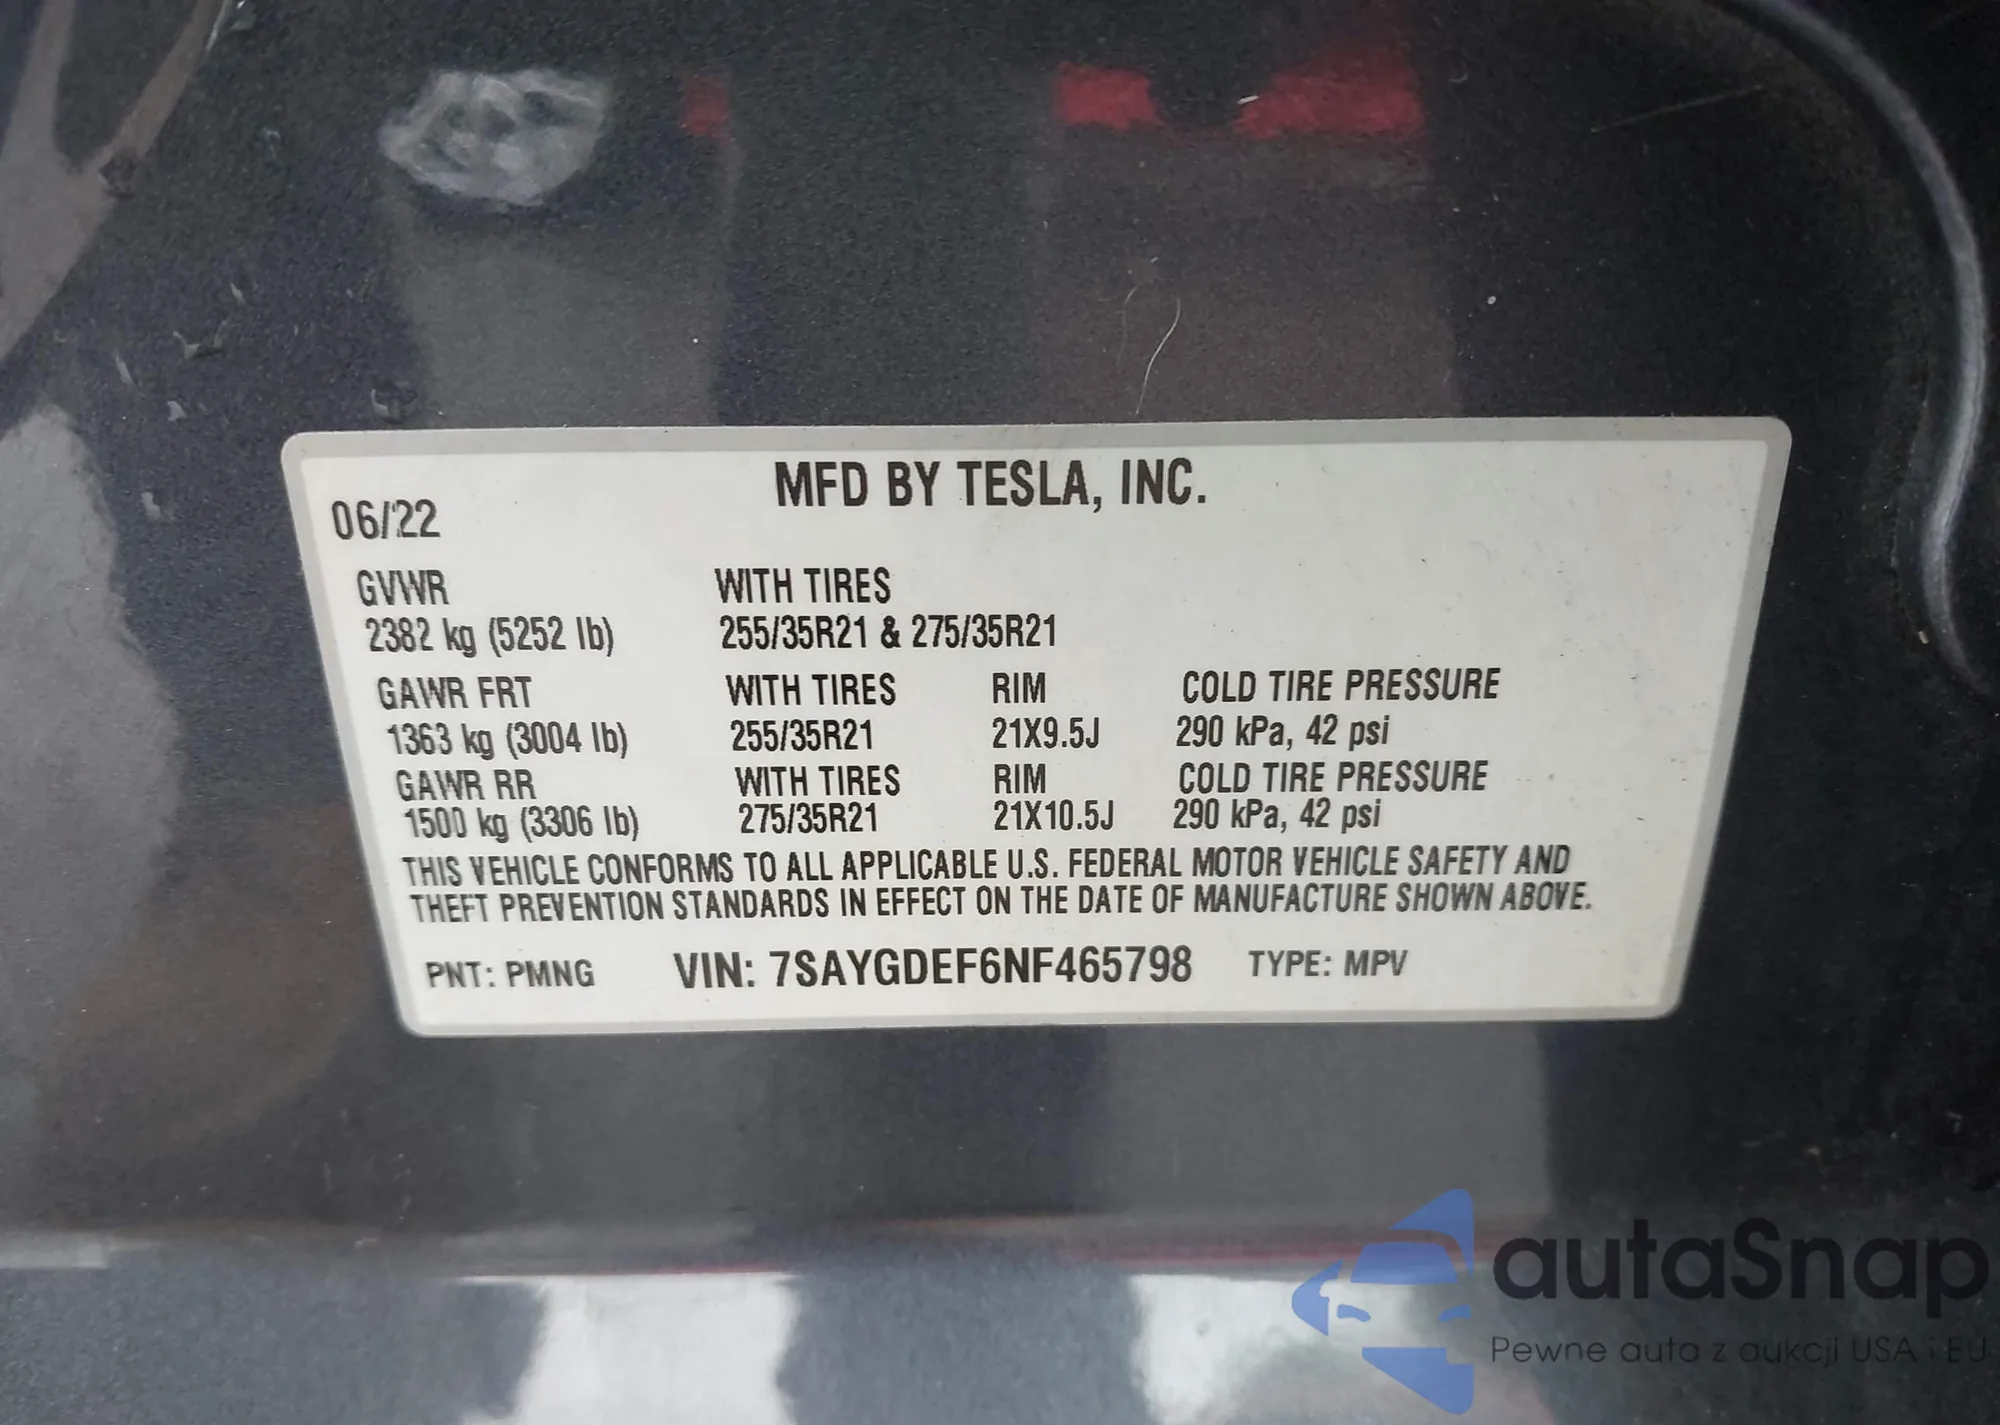 MFD BY TESLA, INC.
06/22
GVWR WITH TIRES
2382 kg (5252 lb) 255/35R21 & 275/35R21
GAWR FRT WITH TIRES RIM COLD TIRE PRESSURE
1363 kg (3004 lb) 255/35R21 21X9.5J 290 kPa, 42 psi
GAWR RR WITH TIRES RIM COLD TIRE PRESSURE
1500 kg (3306 lb) 275/35R21 21X10.5J 290 kPa, 42 psi
THIS VEHICLE CONFORMS TO ALL APPLICABLE U.S. FEDERAL MOTOR VEHICLE SAFETY AND
THEFT PREVENTION STANDARDS IN EFFECT ON THE DATE OF MANUFACTURE SHOWN ABOVE.
PNT: PMNG VIN: 7SAYGDEF6NF465798 TYPE: MPV
autaSnap
Pewne auta z aukcji USA i EU